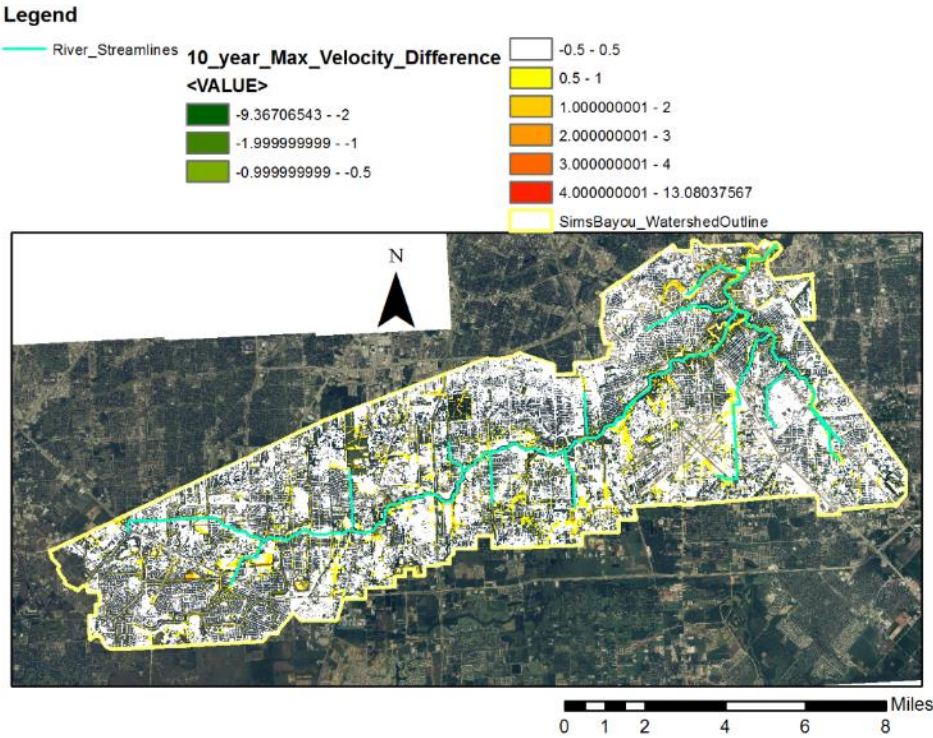 Legend
River_Streamlines
10_year_Max_Velocity_Difference
<VALUE>
-9.36706543 - -2
-1.999999999 - -1
-0.999999999 - -0.5
-0.5 - 0.5
0.5 - 1
1.000000001 - 2
2.000000001 - 3
3.000000001 - 4
4.000000001 - 13.08037567
SimsBayou_WatershedOutline
N
Miles
0 1 2 4 6 8